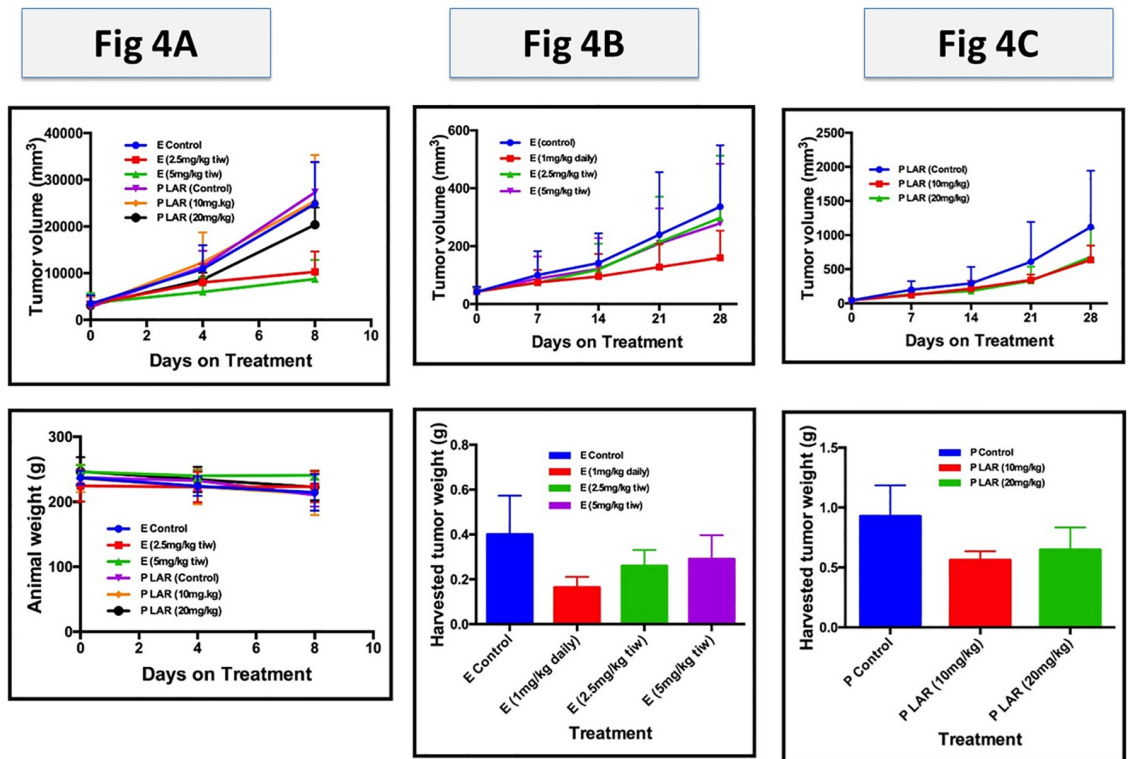 Fig 4A
Fig 4B
Fig 4C
Tumor volume (mm³)
40000
30000
20000
10000
0
0 2 4 6 8 10
Days on Treatment
E Control
E (2.5mg/kg tiw)
E (5mg/kg tiw)
P LAR (Control)
P LAR (10mg.kg)
P LAR (20mg/kg)
Tumor volume (mm³)
600
400
200
0
0 7 14 21 28
Days on Treatment
E (control)
E (1mg/kg daily)
E (2.5mg/kg tiw)
E (5mg/kg tiw)
Tumor volume (mm³)
2500
2000
1500
1000
500
0
0 7 14 21 28
Days on Treatment
P LAR (Control)
P LAR (10mg/kg)
P LAR (20mg/kg)
Animal weight (g)
300
200
100
0
0 2 4 6 8 10
Days on Treatment
E Control
E (2.5mg/kg tiw)
E (5mg/kg tiw)
P LAR (Control)
P LAR (10mg.kg)
P LAR (20mg/kg)
Harvested tumor weight (g)
0.8
0.6
0.4
0.2
0.0
E Control
E (1mg/kg daily)
E (2.5mg/kg tiw)
E (5mg/kg tiw)
E Control
E (1mg/kg daily)
E (2.5mg/kg tiw)
E (5mg/kg tiw)
Treatment
Harvested tumor weight (g)
1.5
1.0
0.5
0.0
P Control
P LAR (10mg/kg)
P LAR (20mg/kg)
P Control
P LAR (10mg/kg)
P LAR (20mg/kg)
Treatment